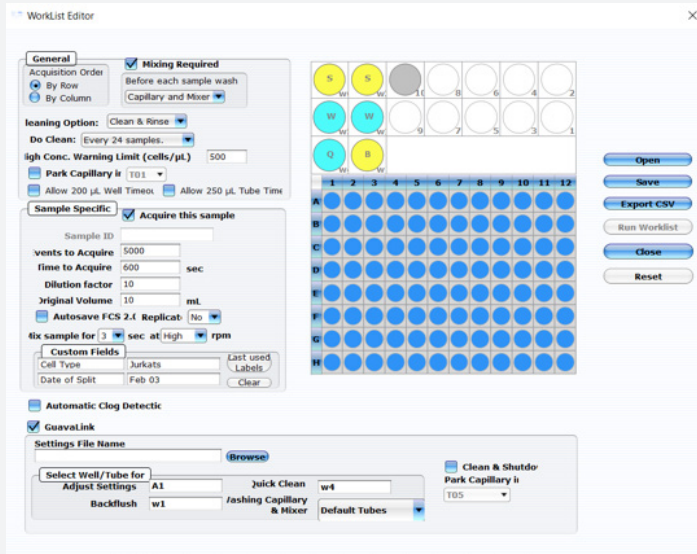 WorkList Editor
General
Acquisition Order
By Row
By Column
Mixing Required
Before each sample wash
Capillary and Mixer
leaning Option: Clean & Rinse
Do Clean: Every 24 samples.
igh Conc. Warning Limit (cells/µL) 500
Park Capillary ir T01
Allow 200 µL Well Timeou Allow 250 µL Tube Time
Sample Specific
Acquire this sample
Sample ID
vents to Acquire 5000
Time to Acquire 600 sec
Dilution factor 10
Original Volume 10 mL
Autosave FCS 2.( Replicat No
Mix sample for 3 sec at High rpm
Custom Fields
Cell Type Jurkats
Date of Split Feb 03
Last used
Labels
Clear
Automatic Clog Detectic
GuavaLink
Settings File Name
Browse
Select Well/Tube for
Adjust Settings A1
Backflush w1
Quick Clean w4
Washing Capillary
& Mixer Default Tubes
Clean & Shutdo
Park Capillary ir
T05
S S 8 6 4 2
W W 9 7 5 3 1
Q B
1 2 3 4 5 6 7 8 9 10 11 12
A
B
C
D
E
F
G
H
Open
Save
Export CSV
Run Worklist
Close
Reset